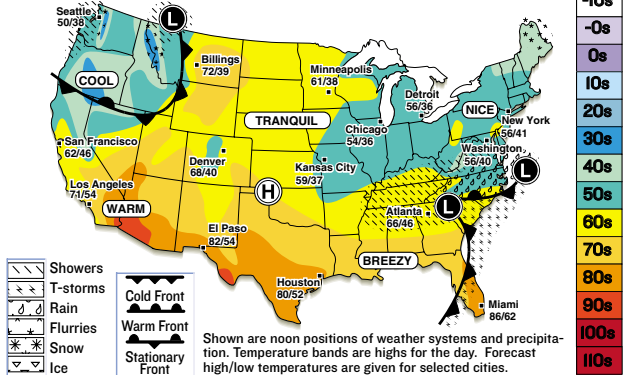 Seattle
50/38
L
COOL
Billings
72/39
Minneapolis
61/38
Detroit
56/36
NICE
TRANQUIL
Chicago
54/36
New York
56/41
Washington
56/40
San Francisco
62/46
Denver
68/40
Kansas City
59/37
L
Los Angeles
71/54
WARM
H
Atlanta
66/46
L
El Paso
82/54
BREEZY
Houston
80/52
Miami
86/62
Showers
T-storms
Rain
Flurries
Snow
Ice
Cold Front
Warm Front
Stationary
Front
Shown are noon positions of weather systems and precipita-
tion. Temperature bands are highs for the day. Forecast
high/low temperatures are given for selected cities.
-10s
-0s
0s
10s
20s
30s
40s
50s
60s
70s
80s
90s
100s
110s